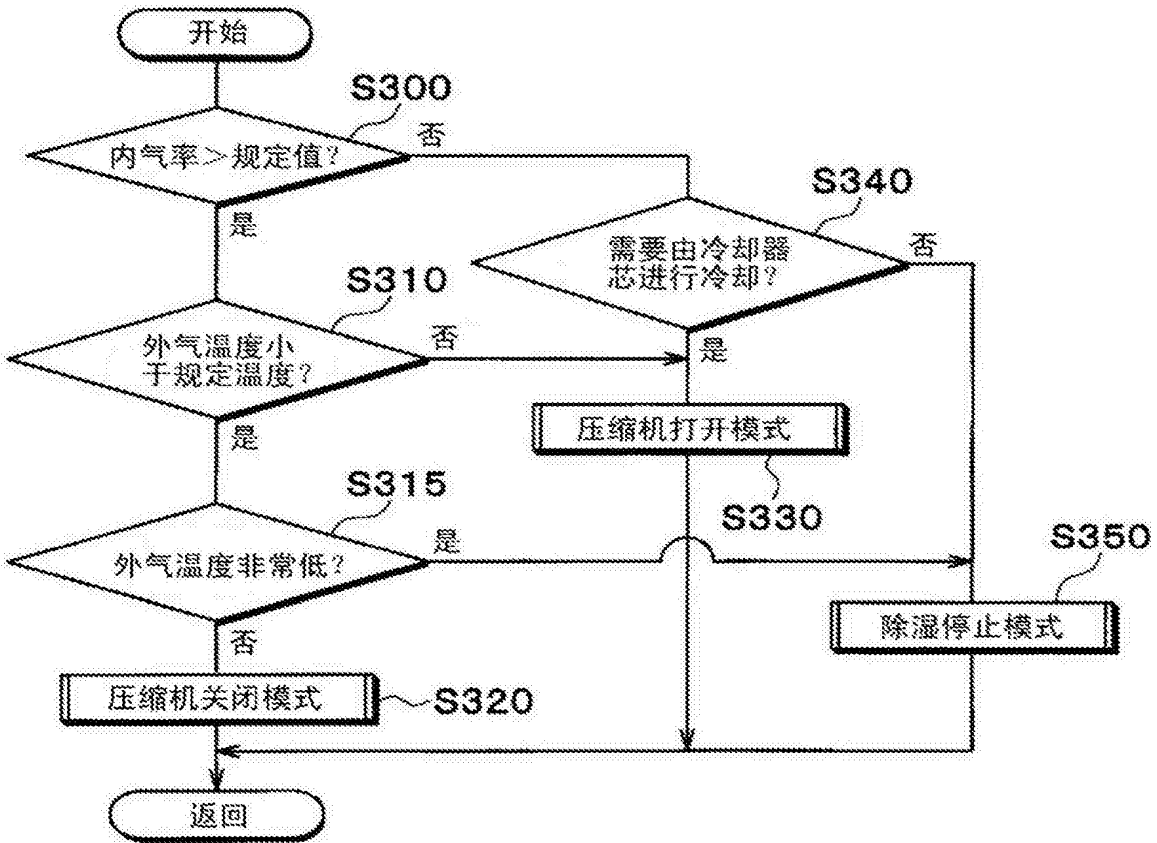 开始
S300
内气率＞规定值？
否
是
S340
需要由冷却器
芯进行冷却？
否
是
S310
外气温度小
于规定温度？
否
是
压缩机打开模式
S330
S315
外气温度非常低？
是
否
S350
除湿停止模式
压缩机关闭模式
S320
返回